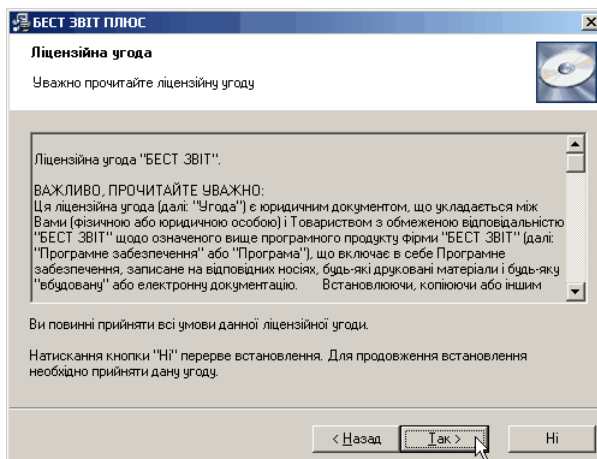 БЕСТ ЗВІТ ПЛЮС
Ліцензійна угода
Уважно прочитайте ліцензійну угоду
Ліцензійна угода "БЕСТ ЗВІТ".
ВАЖЛИВО, ПРОЧИТАЙТЕ УВАЖНО:
Ця ліцензійна угода (далі: "Угода") є юридичним документом, що укладається між
Вами (фізичною або юридичною особою) і Товариством з обмеженою відповідальністю
"БЕСТ ЗВІТ" щодо означеного вище програмного продукту фірми "БЕСТ ЗВІТ" (далі:
"Програмне забезпечення" або "Програма"), що включає в себе Програмне
забезпечення, записане на відповідних носіях, будь-які друковані матеріали і будь-яку
"вбудовану" або електронну документацію. Встановлюючи, копіюючи або іншим
Ви повинні прийняти всі умови данної ліцензійної угоди.
Натискання кнопки "Ні" перерве встановлення. Для продовження встановлення
необхідно прийняти дану угоду.
< Назад Так > Ні